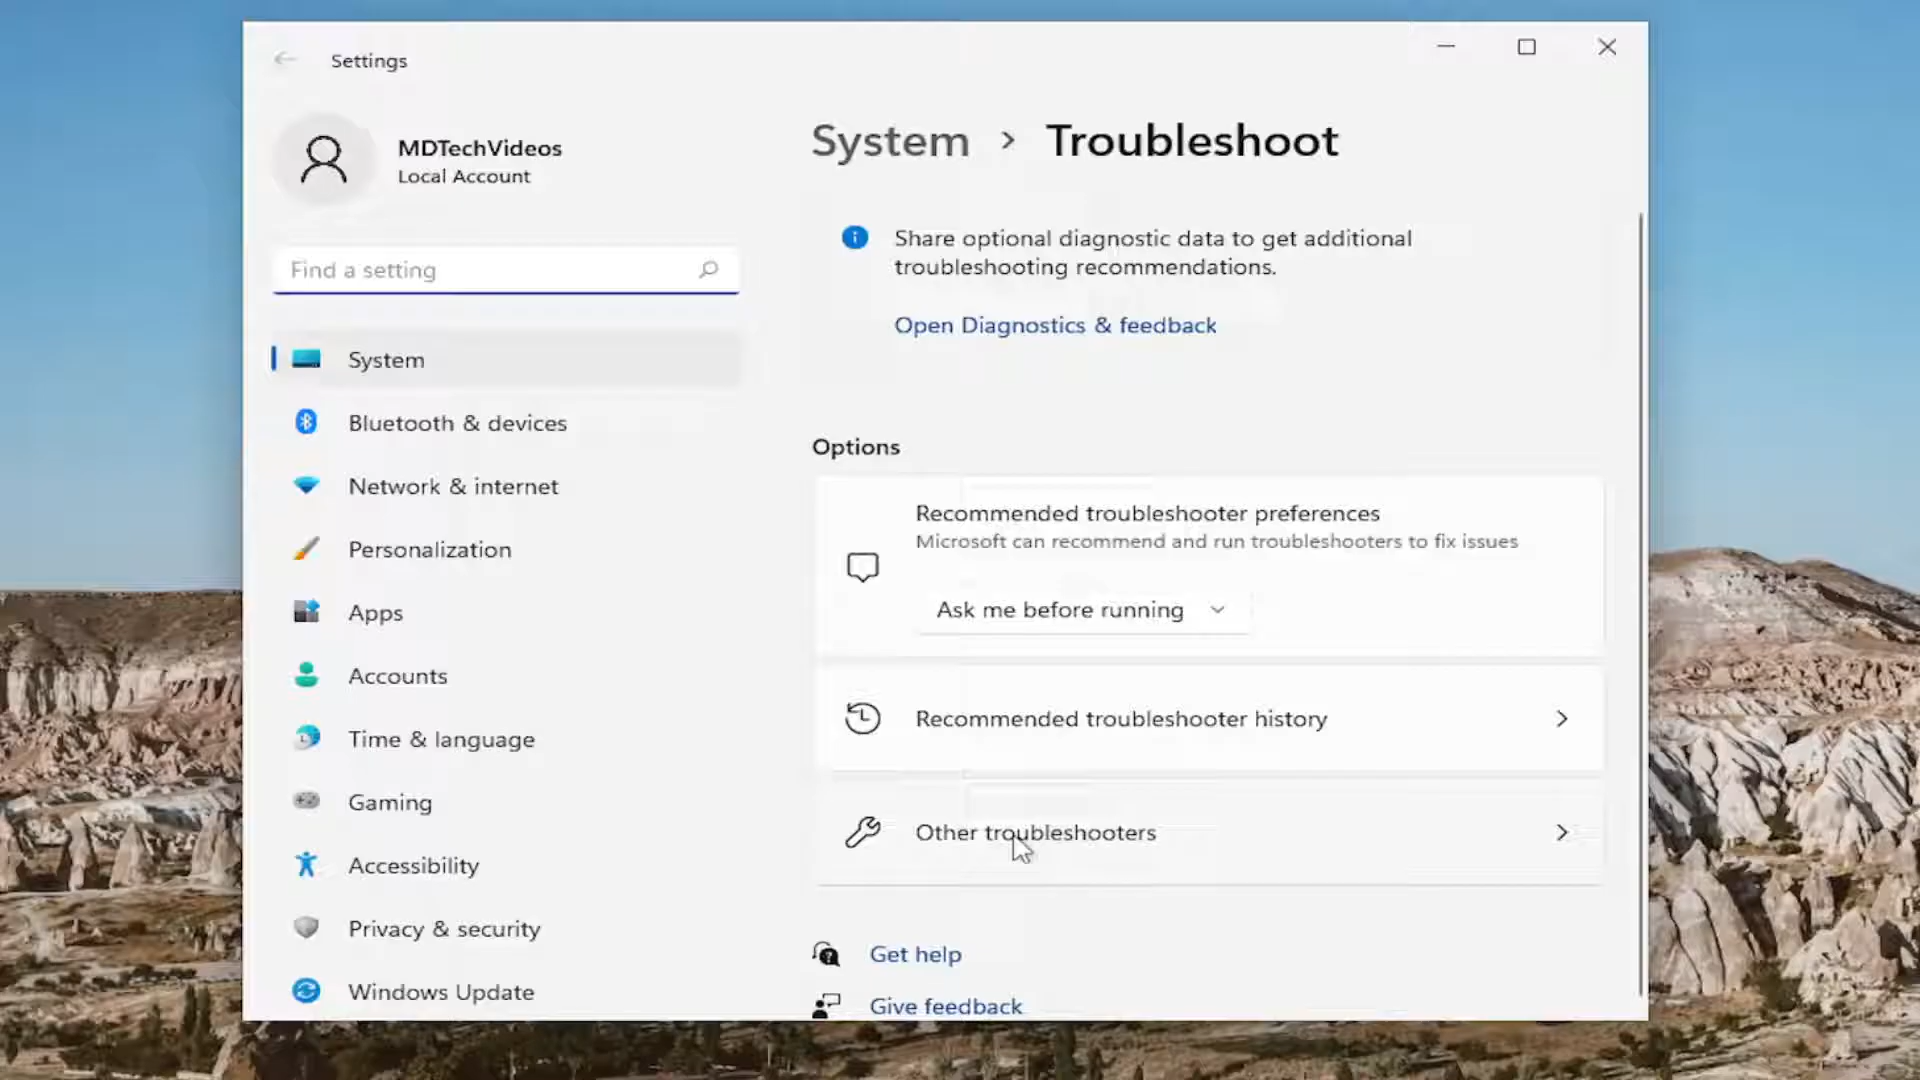 Settings
MDTechVideos
Local Account
Find a setting
System
Bluetooth & devices
Network & internet
Personalization
Apps
Accounts
Time & language
Gaming
Accessibility
Privacy & security
Windows Update
System > Troubleshoot
Share optional diagnostic data to get additional
troubleshooting recommendations.
Open Diagnostics & feedback
Options
Recommended troubleshooter preferences
Microsoft can recommend and run troubleshooters to fix issues
Ask me before running
Recommended troubleshooter history
Other troubleshooters
Get help
Give feedback